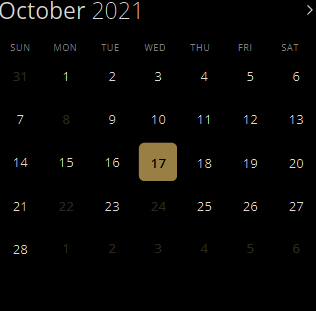 October 2021 >
SUN MON TUE WED THU FRI SAT
31 1 2 3 4 5 6
7 8 9 10 11 12 13
14 15 16 17 18 19 20
21 22 23 24 25 26 27
28 1 2 3 4 5 6